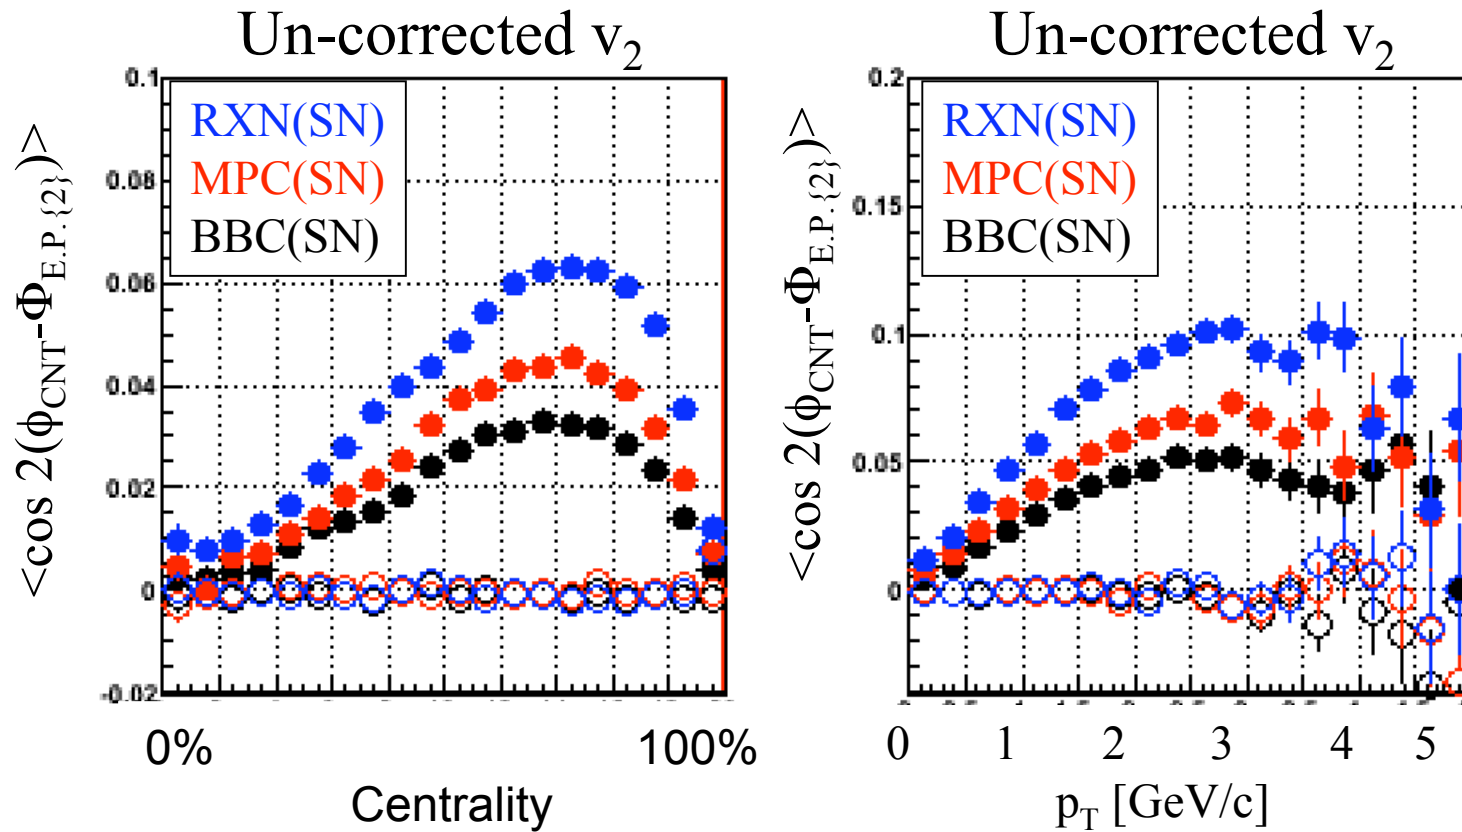 Un-corrected v2
<cos 2(ϕCNT-ΦE.P.{2})>
0.1
0.08
0.06
0.04
0.02
0
-0.02
RXN(SN)
MPC(SN)
BBC(SN)
0%
100%
Centrality
Un-corrected v2
<cos 2(ϕCNT-ΦE.P.{2})>
0.2
0.15
0.1
0.05
0
RXN(SN)
MPC(SN)
BBC(SN)
0 1 2 3 4 5
pT [GeV/c]